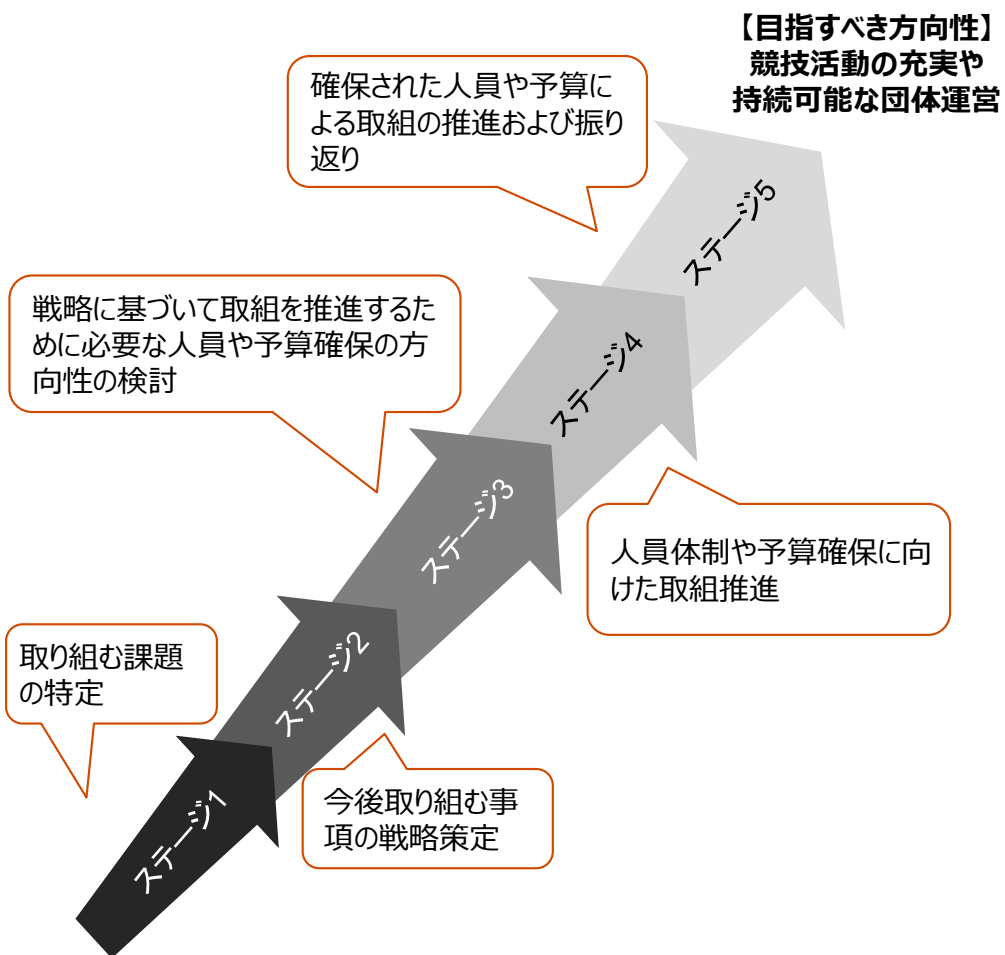 【目指すべき方向性】
競技活動の充実や
持続可能な団体運営
確保された人員や予算に
よる取組の推進および振り
返り
ステージ5
戦略に基づいて取組を推進するた
めに必要な人員や予算確保の方
向性の検討
ステージ4
ステージ3
人員体制や予算確保に向
けた取組推進
取り組む課題
の特定
ステージ2
今後取り組む事
項の戦略策定
ステージ1